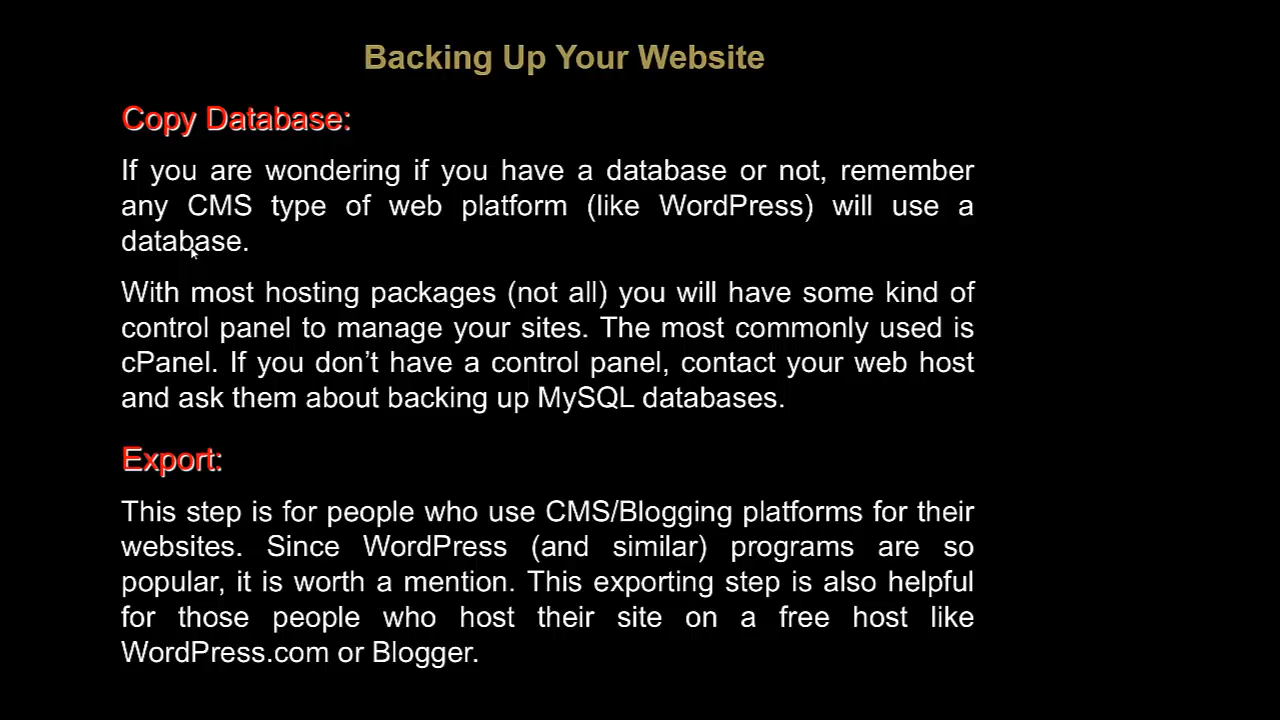 Backing Up Your Website
Copy Database:
If you are wondering if you have a database or not, remember
any CMS type of web platform (like WordPress) will use a
database.
With most hosting packages (not all) you will have some kind of
control panel to manage your sites. The most commonly used is
cPanel. If you don’t have a control panel, contact your web host
and ask them about backing up MySQL databases.
Export:
This step is for people who use CMS/Blogging platforms for their
websites. Since WordPress (and similar) programs are so
popular, it is worth a mention. This exporting step is also helpful
for those people who host their site on a free host like
WordPress.com or Blogger.